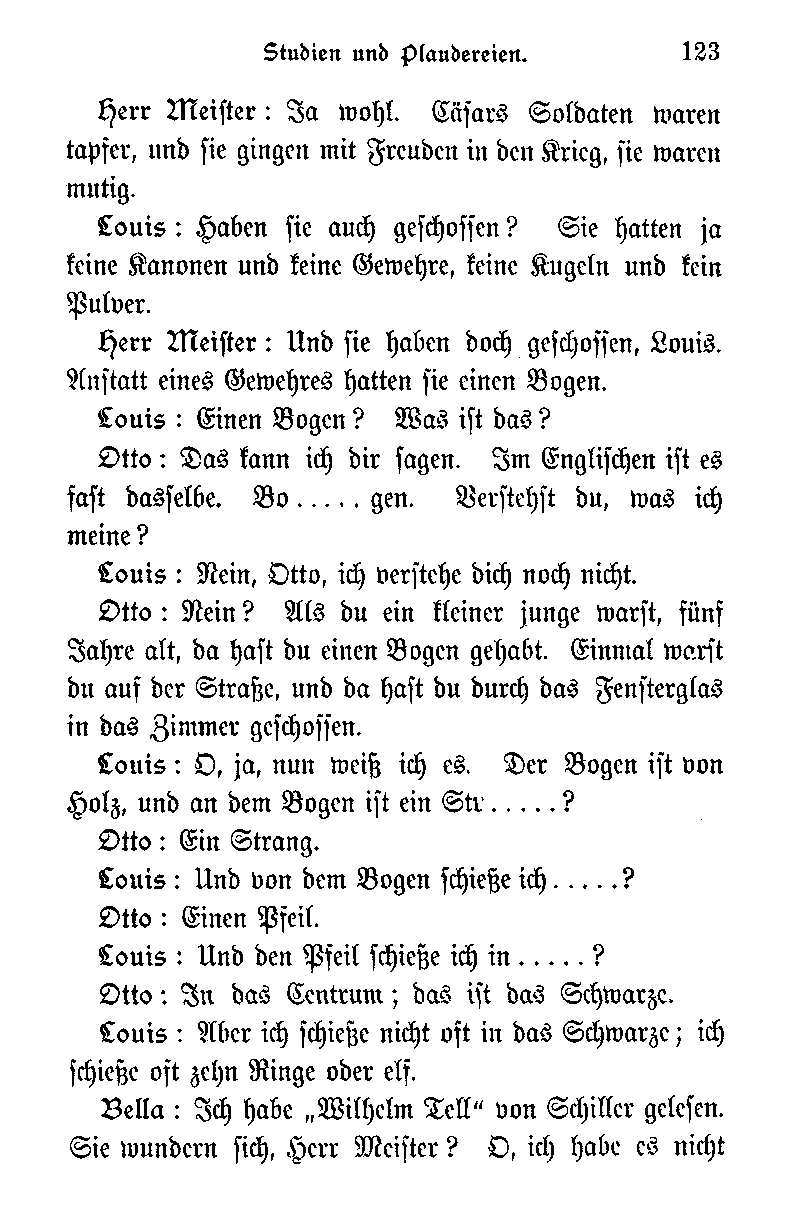 Studien und Plaudereien. 123
Herr Meister: Ja wohl. Cäsars Soldaten waren
tapfer, und sie gingen mit Freuden in den Krieg, sie waren
mutig.
Louis: Haben sie auch geschossen? Sie hatten ja
keine Kanonen und keine Gewehre, keine Kugeln und kein
Pulver.
Herr Meister: Und sie haben doch geschossen, Louis.
Anstatt eines Gewehres hatten sie einen Bogen.
Louis: Einen Bogen? Was ist das?
Otto: Das kann ich dir sagen. Im Englischen ist es
fast dasselbe. Bo.....gen. Verstehst du, was ich
meine?
Louis: Nein, Otto, ich verstehe dich noch nicht.
Otto: Nein? Als du ein kleiner junge warst, fünf
Jahre alt, da hast du einen Bogen gehabt. Einmal warst
du auf der Straße, und da hast du durch das Fensterglas
in das Zimmer geschossen.
Louis: O, ja, nun weiß ich es. Der Bogen ist von
Holz, und an dem Bogen ist ein Str.....?
Otto: Ein Strang.
Louis: Und von dem Bogen schieße ich.....?
Otto: Einen Pfeil.
Louis: Und den Pfeil schieße ich in.....?
Otto: In das Centrum; das ist das Schwarze.
Louis: Aber ich schieße nicht oft in das Schwarze; ich
schieße oft zehn Ringe oder elf.
Bella: Ich habe „Wilhelm Tell“ von Schiller gelesen.
Sie wundern sich, Herr Meister? O, ich habe es nicht